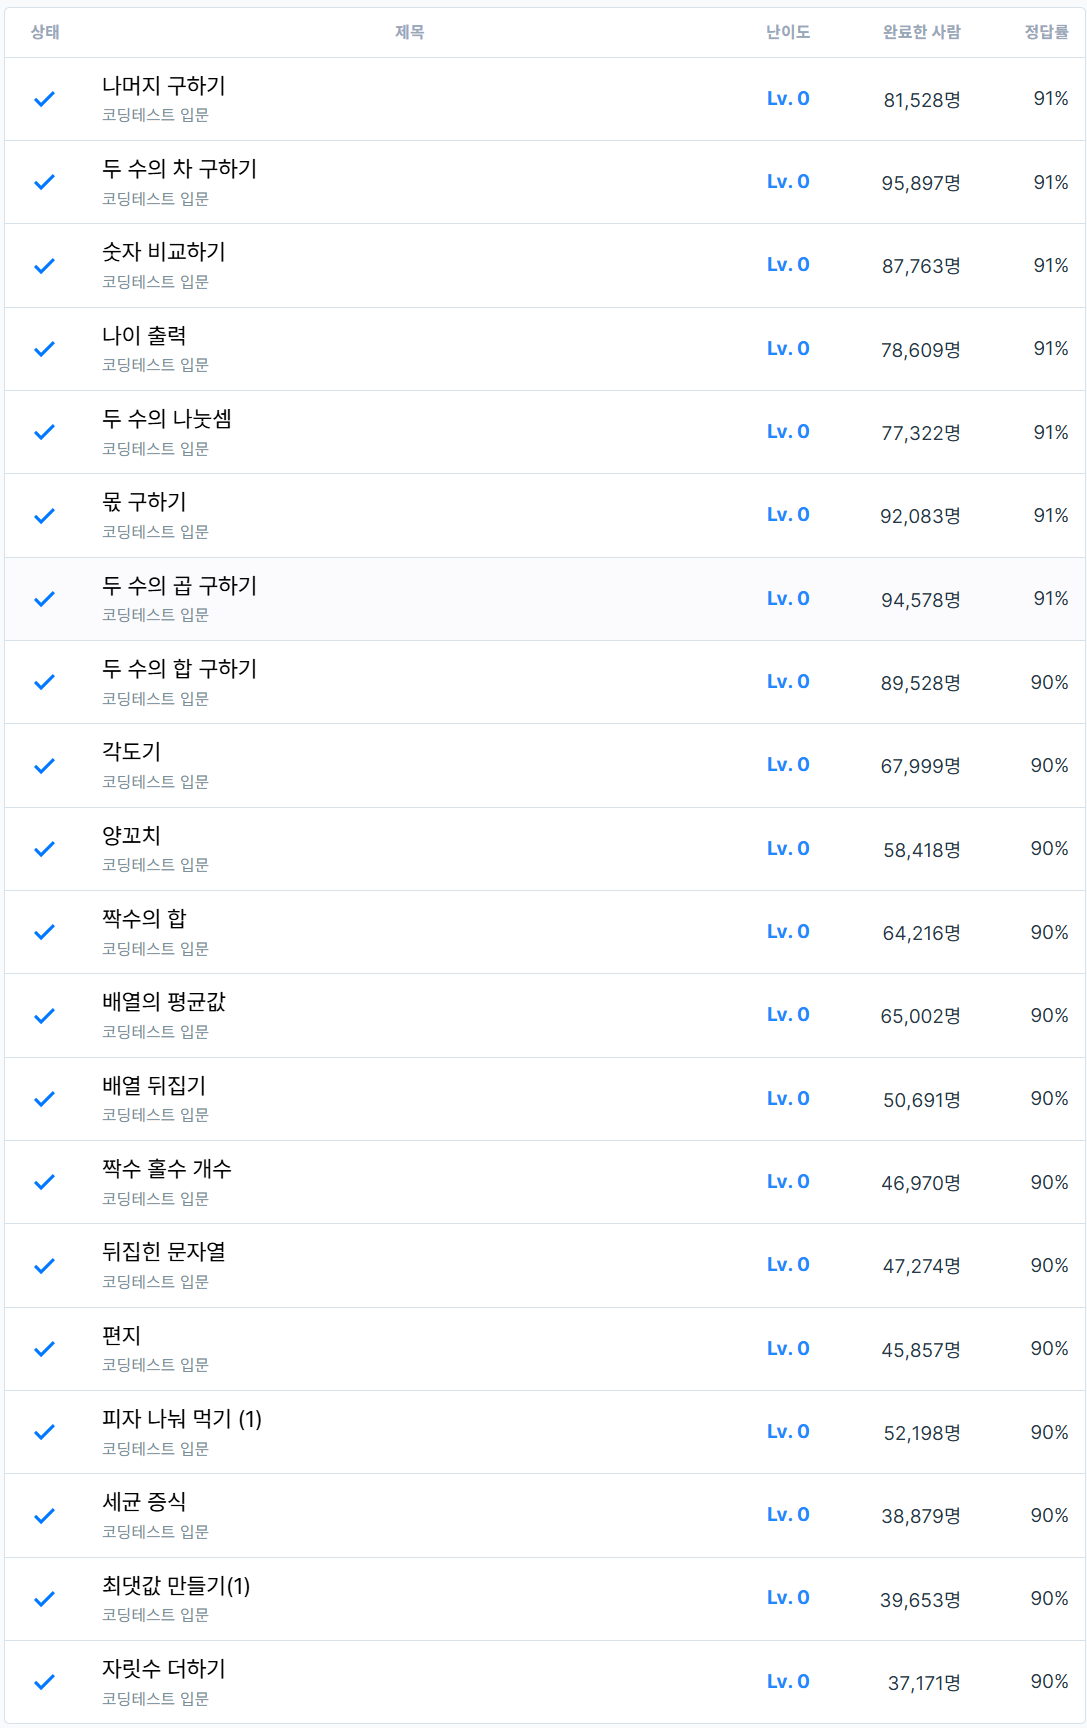 상태 제목 난이도 완료한 사람 정답률
나머지 구하기 Lv. 0 81,528명 91%
코딩테스트 입문
두 수의 차 구하기 Lv. 0 95,897명 91%
코딩테스트 입문
숫자 비교하기 Lv. 0 87,763명 91%
코딩테스트 입문
나이 출력 Lv. 0 78,609명 91%
코딩테스트 입문
두 수의 나눗셈 Lv. 0 77,322명 91%
코딩테스트 입문
몫 구하기 Lv. 0 92,083명 91%
코딩테스트 입문
두 수의 곱 구하기 Lv. 0 94,578명 91%
코딩테스트 입문
두 수의 합 구하기 Lv. 0 89,528명 90%
코딩테스트 입문
각도기 Lv. 0 67,999명 90%
코딩테스트 입문
양꼬치 Lv. 0 58,418명 90%
코딩테스트 입문
짝수의 합 Lv. 0 64,216명 90%
코딩테스트 입문
배열의 평균값 Lv. 0 65,002명 90%
코딩테스트 입문
배열 뒤집기 Lv. 0 50,691명 90%
코딩테스트 입문
짝수 홀수 개수 Lv. 0 46,970명 90%
코딩테스트 입문
뒤집힌 문자열 Lv. 0 47,274명 90%
코딩테스트 입문
편지 Lv. 0 45,857명 90%
코딩테스트 입문
피자 나눠 먹기 (1) Lv. 0 52,198명 90%
코딩테스트 입문
세균 증식 Lv. 0 38,879명 90%
코딩테스트 입문
최댓값 만들기(1) Lv. 0 39,653명 90%
코딩테스트 입문
자릿수 더하기 Lv. 0 37,171명 90%
코딩테스트 입문